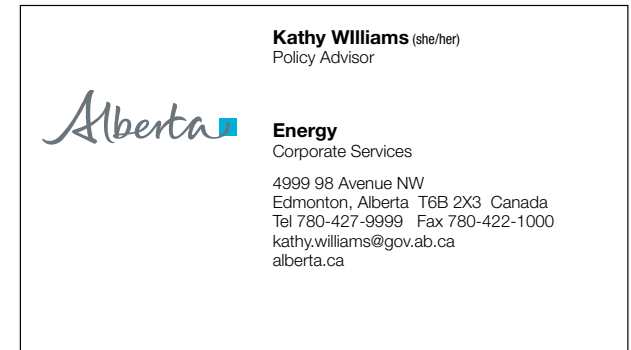 Kathy WIlliams (she/her)
Policy Advisor
Alberta
Energy
Corporate Services
4999 98 Avenue NW
Edmonton, Alberta T6B 2X3 Canada
Tel 780-427-9999 Fax 780-422-1000
kathy.williams@gov.ab.ca
alberta.ca